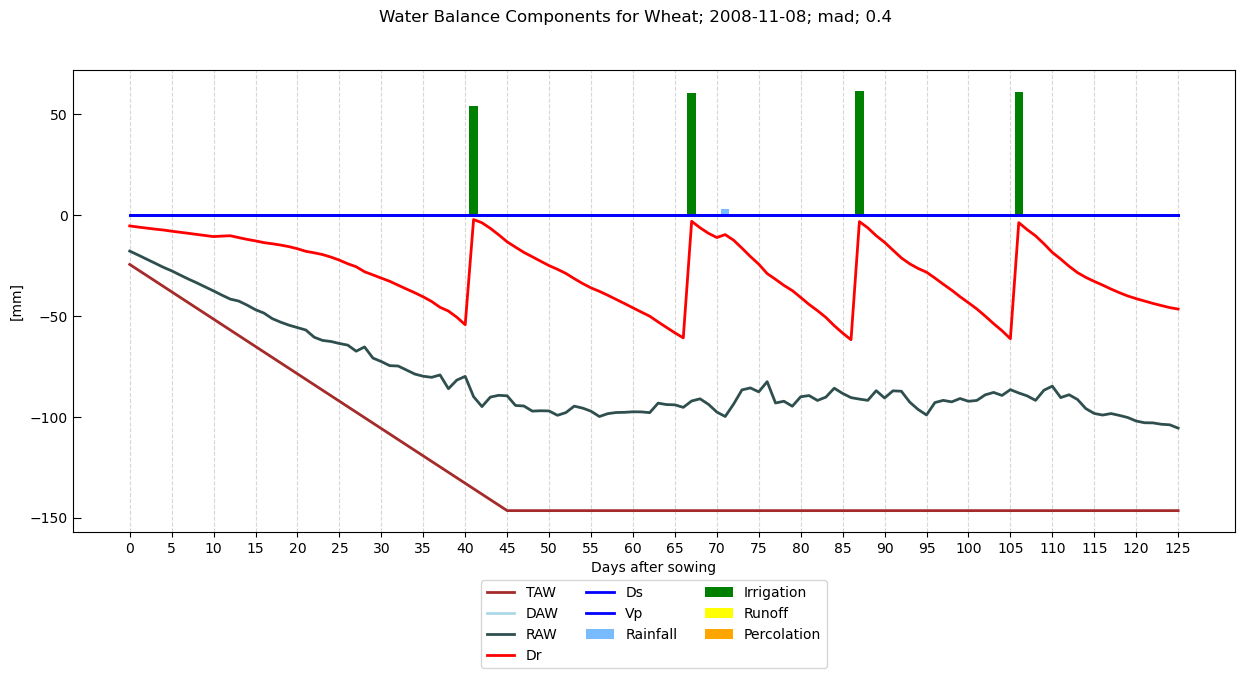 Water Balance Components for Wheat; 2008-11-08; mad; 0.4
50
0
−50
−100
−150
[mm]
0 5 10 15 20 25 30 35 40 45 50 55 60 65 70 75 80 85 90 95 100 105 110 115 120 125
Days after sowing
TAW Ds Irrigation
DAW Vp Runoff
RAW Rainfall Percolation
Dr